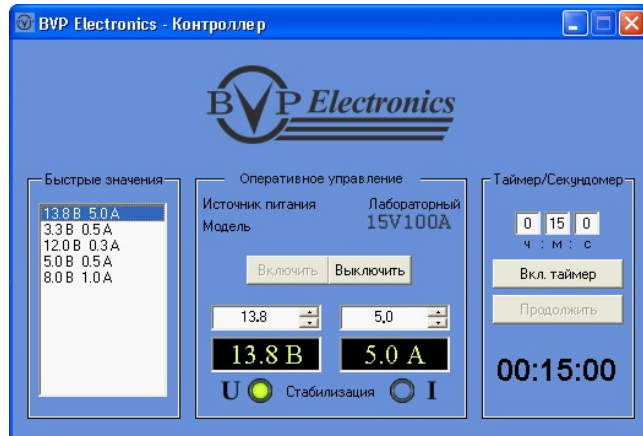 BVP Electronics - Контроллер
BVP Electronics
Быстрые значения
13.8 В 5.0 А
3.3 В 0.5 А
12.0 В 0.3 А
5.0 В 0.5 А
8.0 В 1.0 А
Оперативное управление
Источник питания Лабораторный
Модель 15V100A
Включить Выключить
13.8 5,0
13.8 В 5.0 А
U Стабилизация I
Таймер/Секундомер
0 15 0
ч : м : с
Вкл. таймер
Продолжить
00:15:00